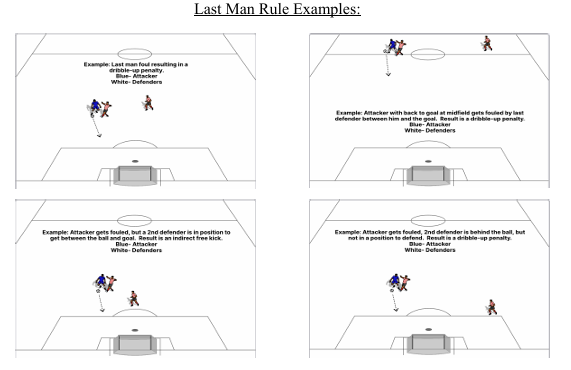 Last Man Rule Examples:
Example: Last man foul resulting in a
dribble-up penalty.
Blue- Attacker
White- Defenders
Example: Attacker with back to goal at midfield gets fouled by last
defender between him and the goal. Result is a dribble-up penalty.
Blue- Attacker
White- Defenders
Example: Attacker gets fouled, but a 2nd defender is in position to
get between the ball and goal. Result is an indirect free kick.
Blue- Attacker
White- Defenders
Example: Attacker gets fouled, 2nd defender is behind the ball, but
not in a position to defend. Result is a dribble-up penalty.
Blue- Attacker
White- Defenders